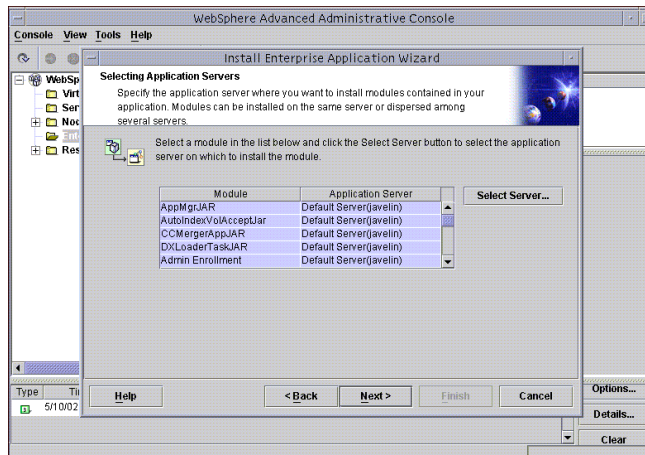 WebSphere Advanced Administrative Console
Console View Tools Help
Install Enterprise Application Wizard
WebSp
Virt
Ser
Noc
Ent
Res
Selecting Application Servers
Specify the application server where you want to install modules contained in your
application. Modules can be installed on the same server or dispersed among
several servers.
Select a module in the list below and click the Select Server button to select the application
server on which to install the module.
Module Application Server
AppMgrJAR Default Server(javelin)
AutoIndexVolAcceptJar Default Server(javelin)
CCMergerAppJAR Default Server(javelin)
DXLoaderTaskJAR Default Server(javelin)
Admin Enrollment Default Server(javelin)
Select Server...
Help
< Back
Next >
Finish
Cancel
Type Ti
5/10/02
Options...
Details...
Clear